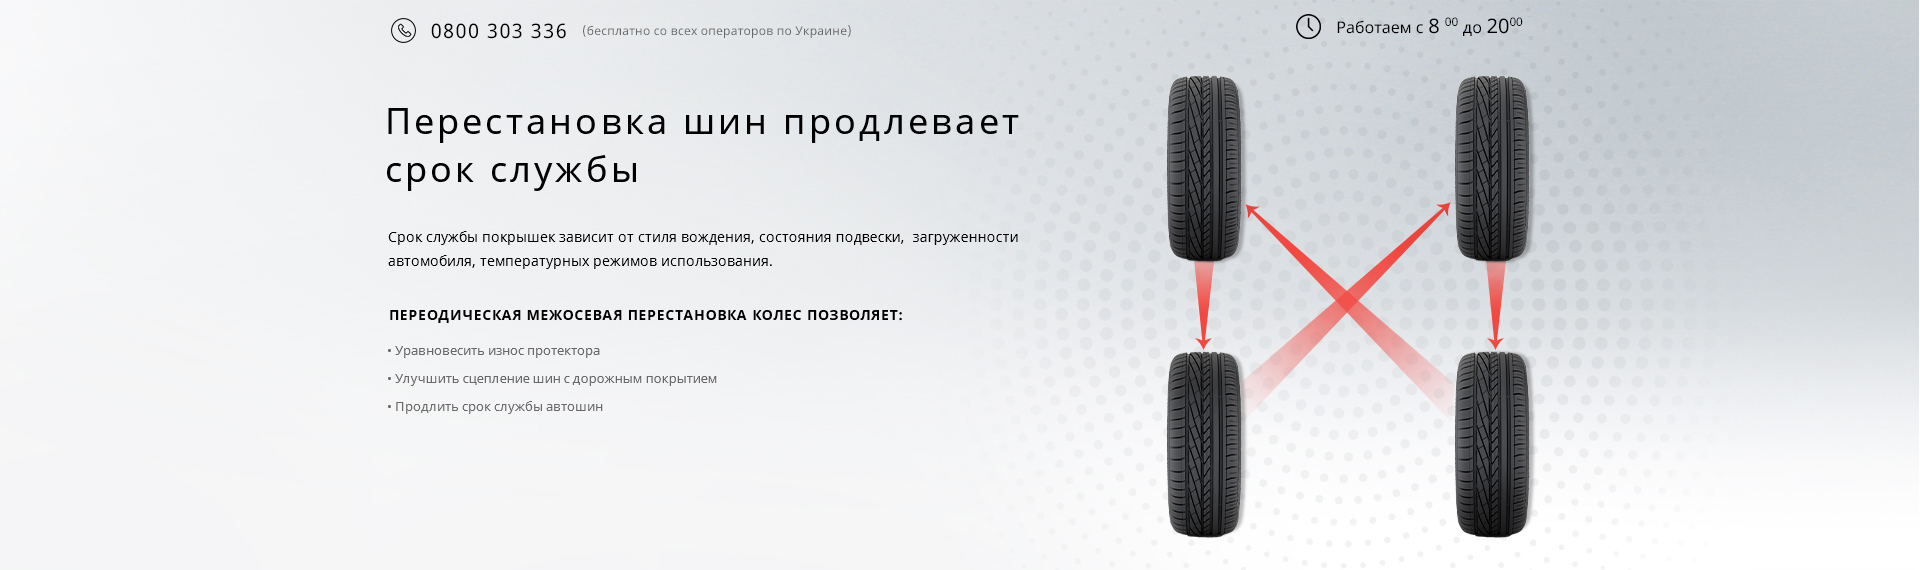 0800 303 336 (бесплатно со всех операторов по Украине)
Работаем с 8 00 до 20 00
Перестановка шин продлевает
срок службы
Срок службы покрышек зависит от стиля вождения, состояния подвески, загруженности
автомобиля, температурных режимов использования.
ПЕРЕОДИЧЕСКАЯ МЕЖОСЕВАЯ ПЕРЕСТАНОВКА КОЛЕС ПОЗВОЛЯЕТ:
• Уравновесить износ протектора
• Улучшить сцепление шин с дорожным покрытием
• Продлить срок службы автошин